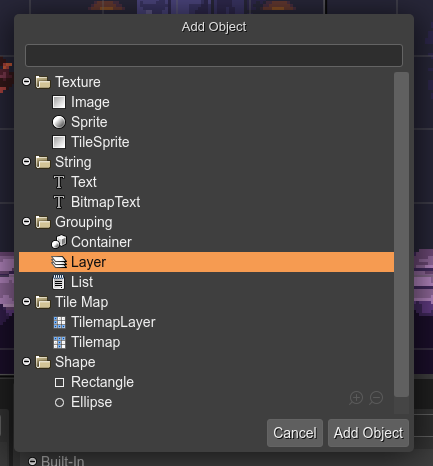 Add Object
Texture
Image
Sprite
TileSprite
String
Text
BitmapText
Grouping
Container
Layer
List
Tile Map
TilemapLayer
Tilemap
Shape
Rectangle
Ellipse
Cancel Add Object
Built-In